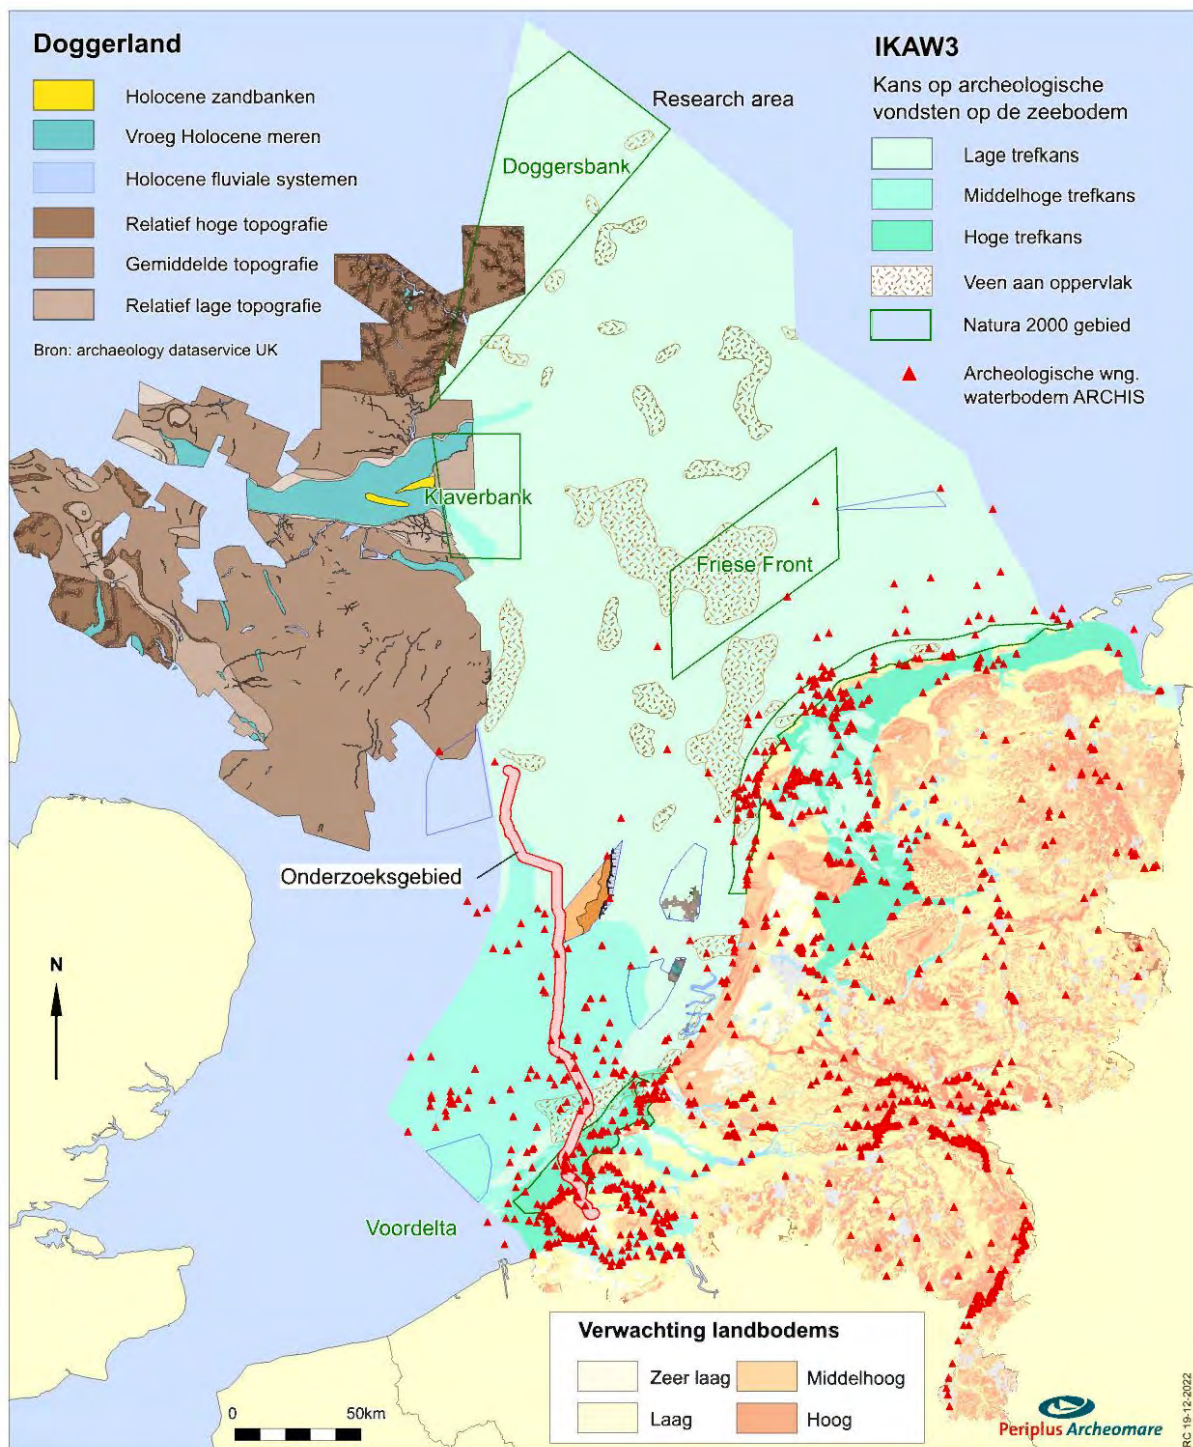 Doggerland
Holocene zandbanken
Vroeg Holocene meren
Holocene fluviale systemen
Relatief hoge topografie
Gemiddelde topografie
Relatief lage topografie
Bron: archaeology dataservice UK
IKAW3
Kans op archeologische
vondsten op de zeebodem
Lage trefkans
Middelhoge trefkans
Hoge trefkans
Veen aan oppervlak
Natura 2000 gebied
Archeologische wng.
waterbodem ARCHIS
Research area
Doggersbank
Klaverbank
Friese Front
Onderzoeksgebied
N
Voordelta
Verwachting landbodems
Zeer laag
Middelhoog
Laag
Hoog
0 50km
Periplus Archeomare
RC 19-12-2022